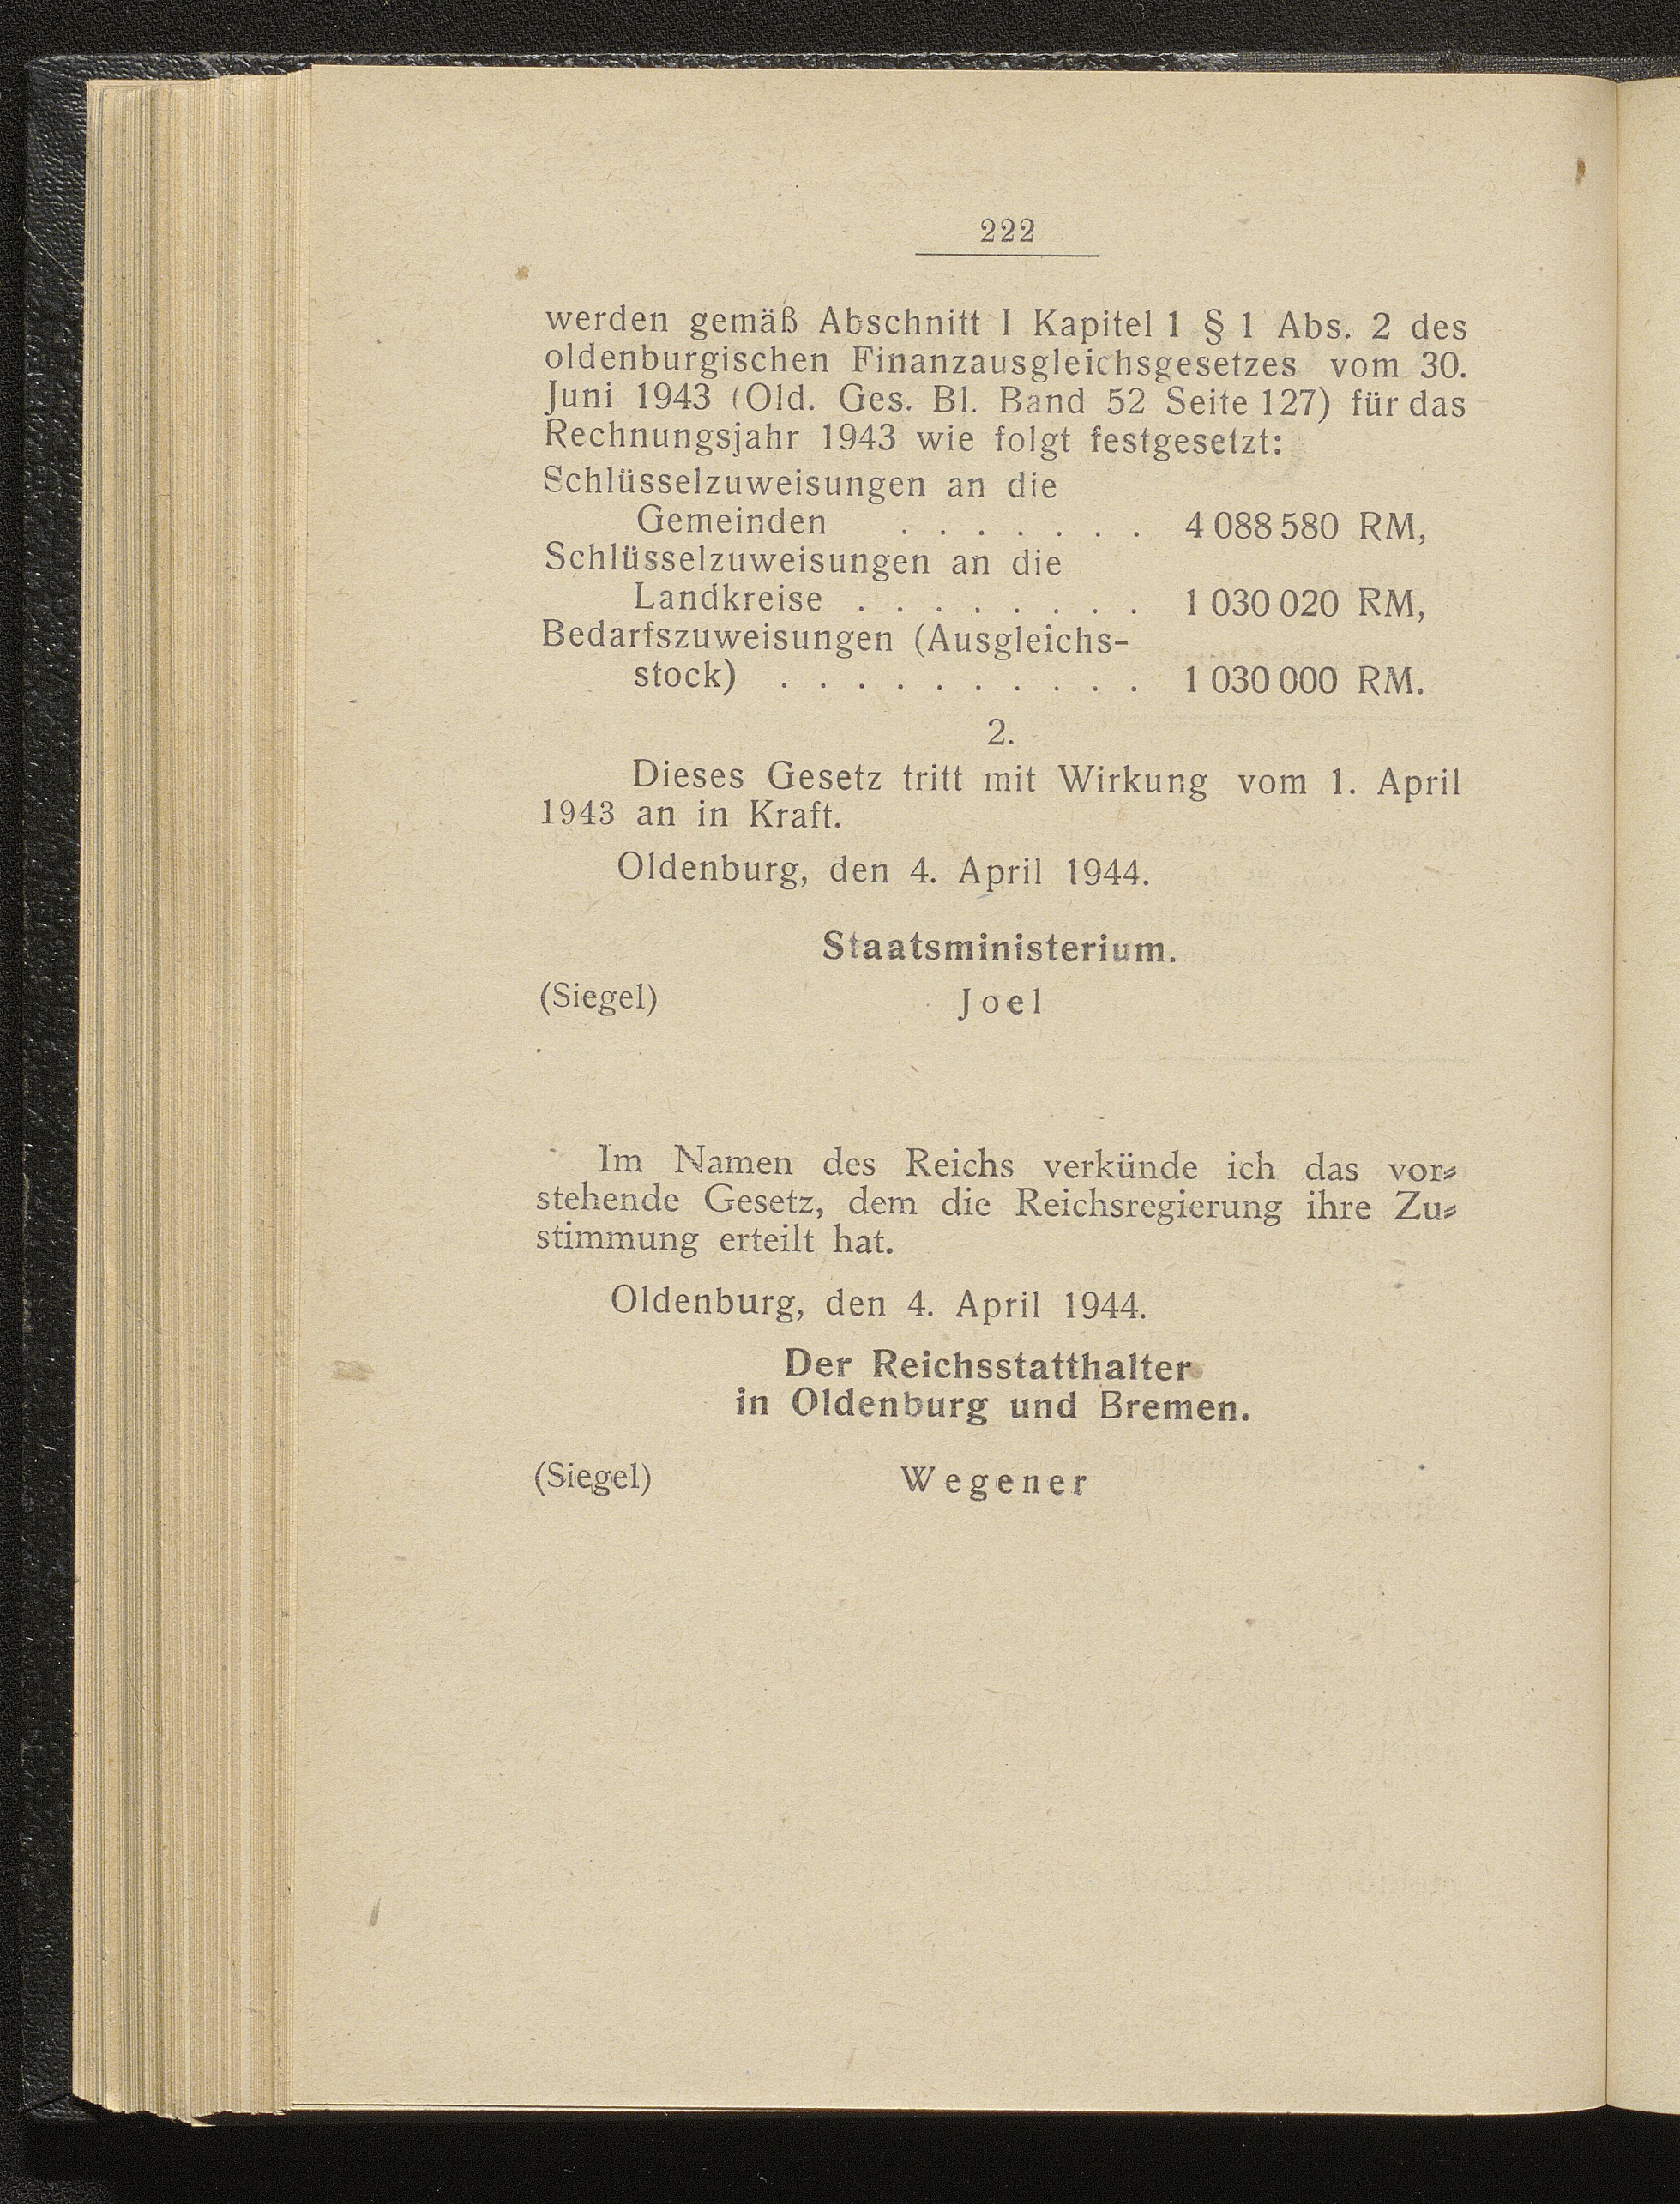 222
werden gemäß Abschnitt I Kapitel 1 § 1 Abs. 2 des
oldenburgischen Finanzausgleichsgesetzes vom 30.
Juni 1943 (Old. Ges. Bl. Band 52 Seite 127) für das
Rechnungsjahr 1943 wie folgt festgesetzt:
Schlüsselzuweisungen an die
Gemeinden . . . . . . . 4 088 580 RM,
Schlüsselzuweisungen an die
Landkreise . . . . . . . . 1 030 020 RM,
Bedarfszuweisungen (Ausgleichs-
stock) . . . . . . . . . . 1 030 000 RM.
2.
Dieses Gesetz tritt mit Wirkung vom 1. April
1943 an in Kraft.
Oldenburg, den 4. April 1944.
Staatsministerium.
(Siegel) Joel
Im Namen des Reichs verkünde ich das vor-
stehende Gesetz, dem die Reichsregierung ihre Zu-
stimmung erteilt hat.
Oldenburg, den 4. April 1944.
Der Reichsstatthalter
in Oldenburg und Bremen.
(Siegel) Wegener